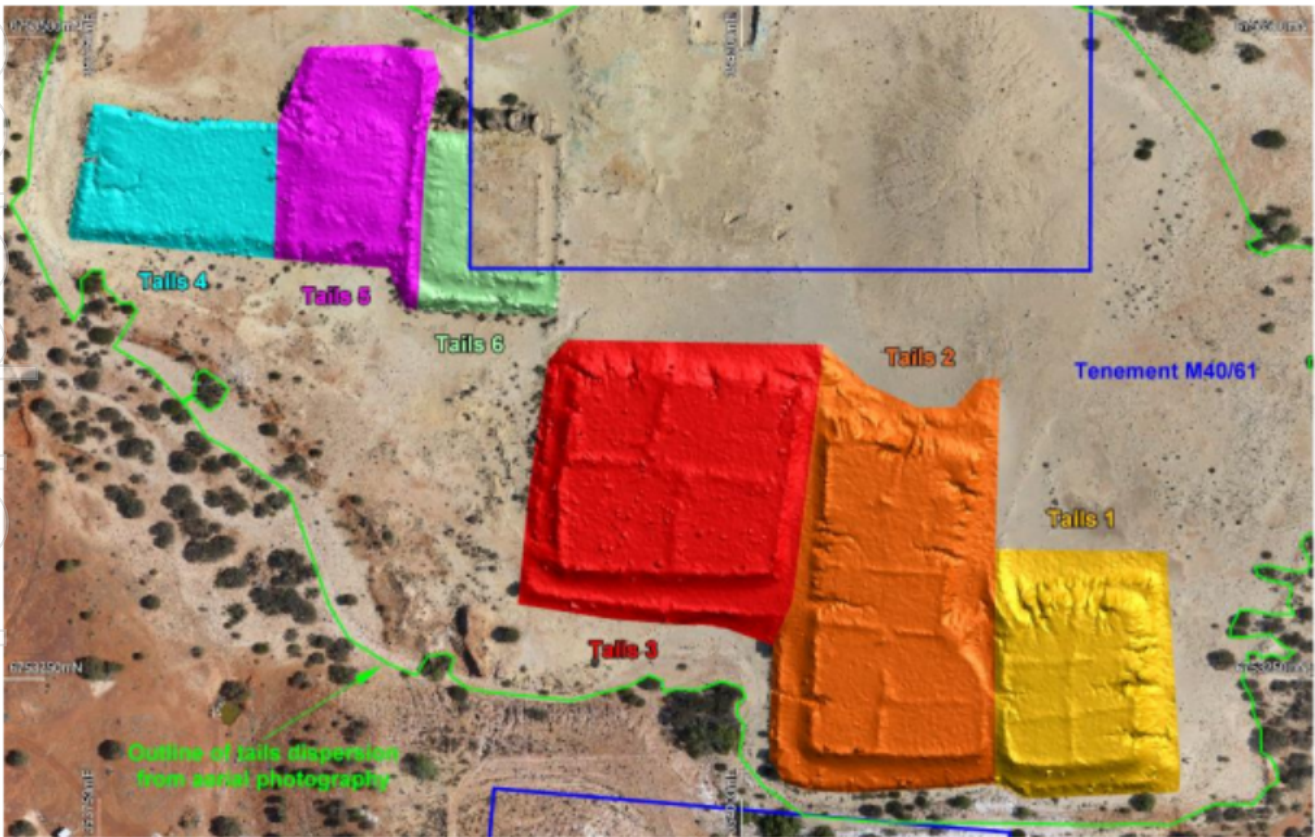 Tails 4
Tails 5
Tails 6
Tails 2
Tenement M40/61
Tails 1
Tails 3
6753250mN
Outline of tails dispersion
from aerial photography